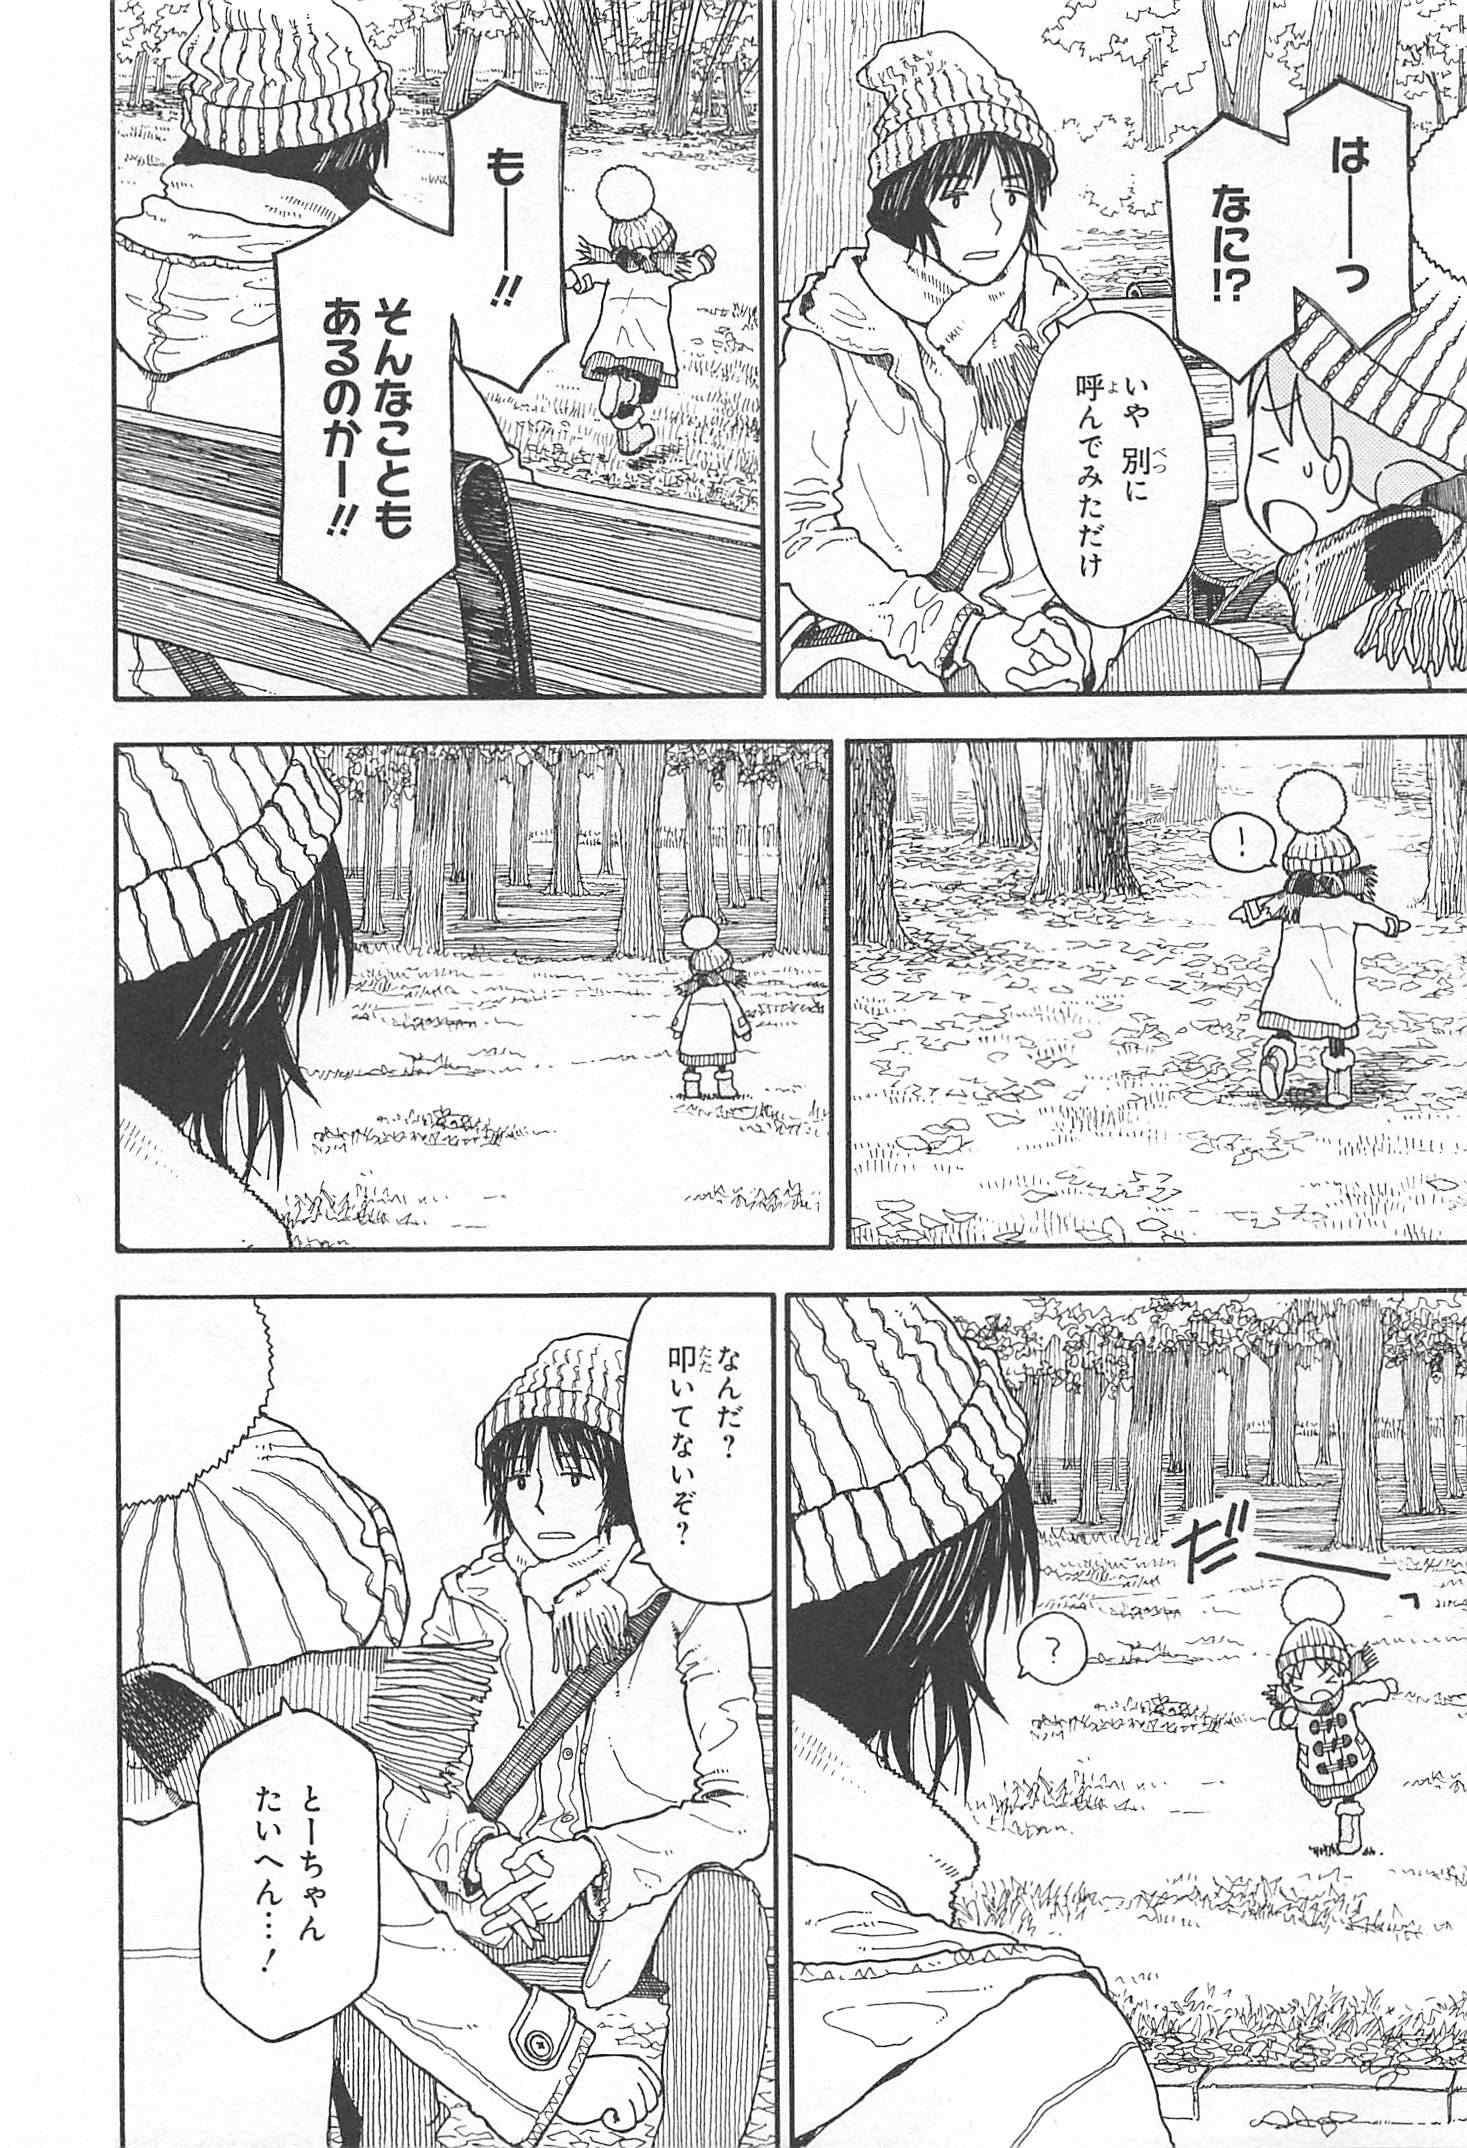 はーっ
なに!?
いや 別に
呼んでみただけ
もー!!
そんなことも
あるのかー!!
!
だーっ
?
なんだ?
叩いてないぞ?
とーちゃん
たいへん…!